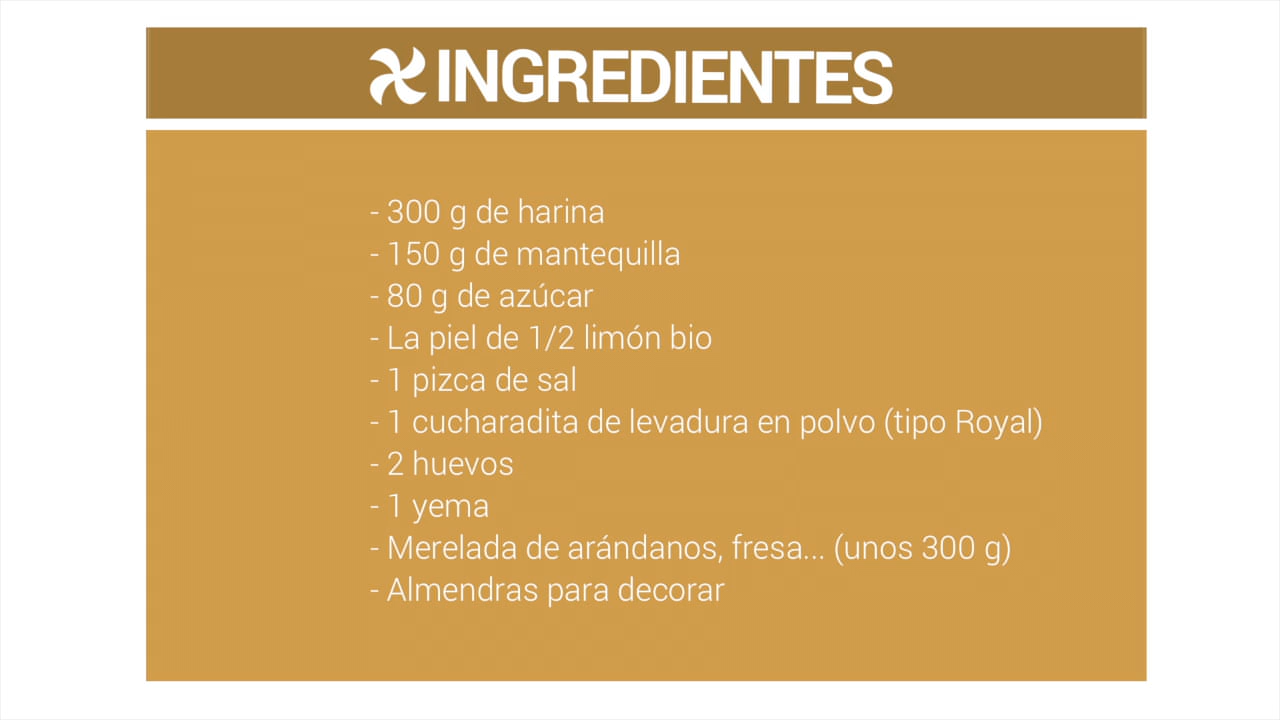 INGREDIENTES
- 300 g de harina
- 150 g de mantequilla
- 80 g de azúcar
- La piel de 1/2 limón bio
- 1 pizca de sal
- 1 cucharadita de levadura en polvo (tipo Royal)
- 2 huevos
- 1 yema
- Merelada de arándanos, fresa... (unos 300 g)
- Almendras para decorar